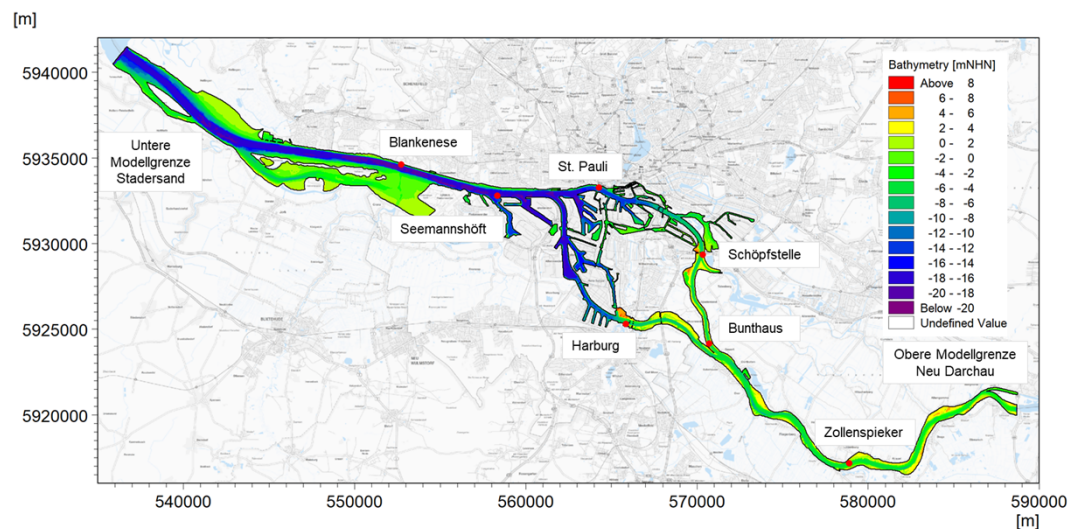 [m]
5940000
5935000
5930000
5925000
5920000
Untere
Modellgrenze
Stadersand
Blankenese
Seemannshöft
St. Pauli
Schöpfstelle
Harburg
Bunthaus
Zollenspieker
Obere Modellgrenze
Neu Darchau
Bathymetry [mNHN]
Above 8
6 - 8
4 - 6
2 - 4
0 - 2
-2 - 0
-4 - -2
-6 - -4
-8 - -6
-10 - -8
-12 - -10
-14 - -12
-16 - -14
-18 - -16
-20 - -18
Below -20
Undefined Value
540000 550000 560000 570000 580000 590000
[m]